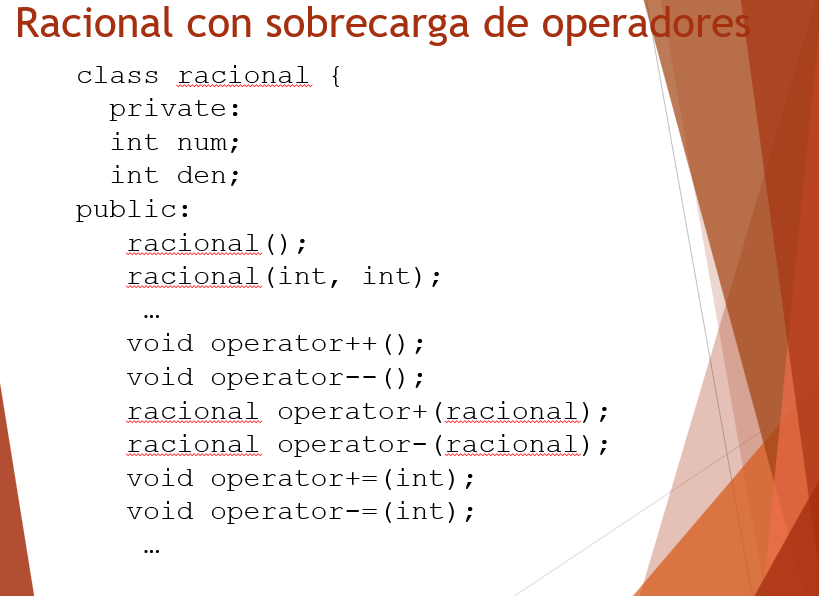 Racional con sobrecarga de operadores
class racional {
private:
int num;
int den;
public:
racional();
racional(int, int);
…
void operator++();
void operator--();
racional operator+(racional);
racional operator-(racional);
void operator+=(int);
void operator-=(int);
…